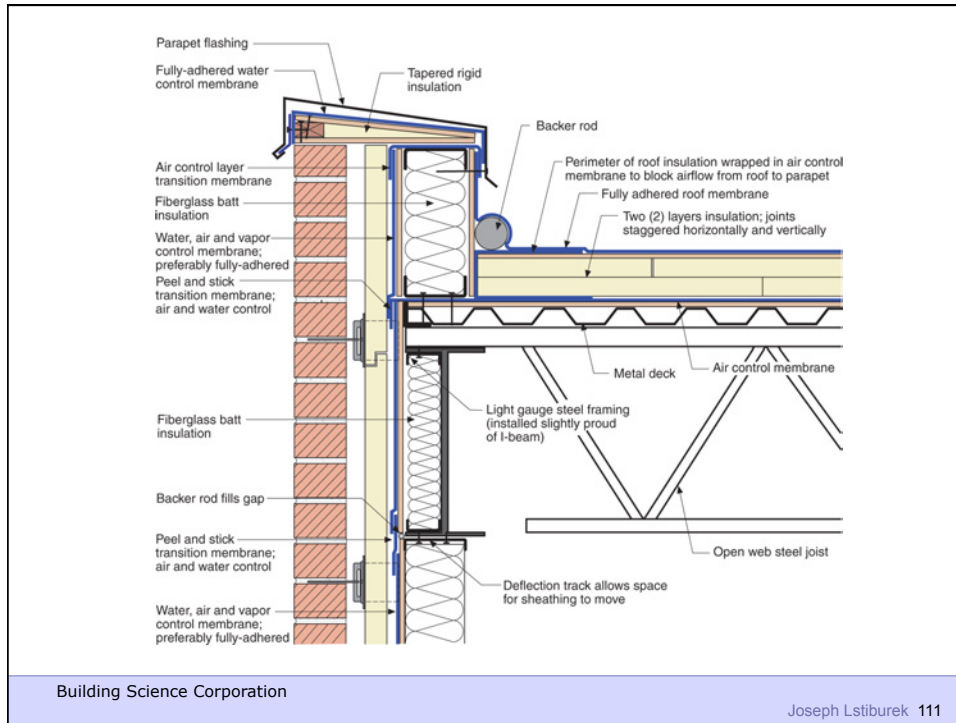 Parapet flashing
Fully-adhered water
control membrane
Tapered rigid
insulation
Backer rod
Air control layer
transition membrane
Perimeter of roof insulation wrapped in air control
membrane to block airflow from roof to parapet
Fiberglass batt
insulation
Fully adhered roof membrane
Two (2) layers insulation; joints
staggered horizontally and vertically
Water, air and vapor
control membrane;
preferably fully-adhered
Peel and stick
transition membrane;
air and water control
Metal deck
Air control membrane
Light gauge steel framing
(installed slightly proud
of I-beam)
Fiberglass batt
insulation
Backer rod fills gap
Peel and stick
transition membrane;
air and water control
Open web steel joist
Deflection track allows space
for sheathing to move
Water, air and vapor
control membrane;
preferably fully-adhered
Building Science Corporation
Joseph Lstiburek 111